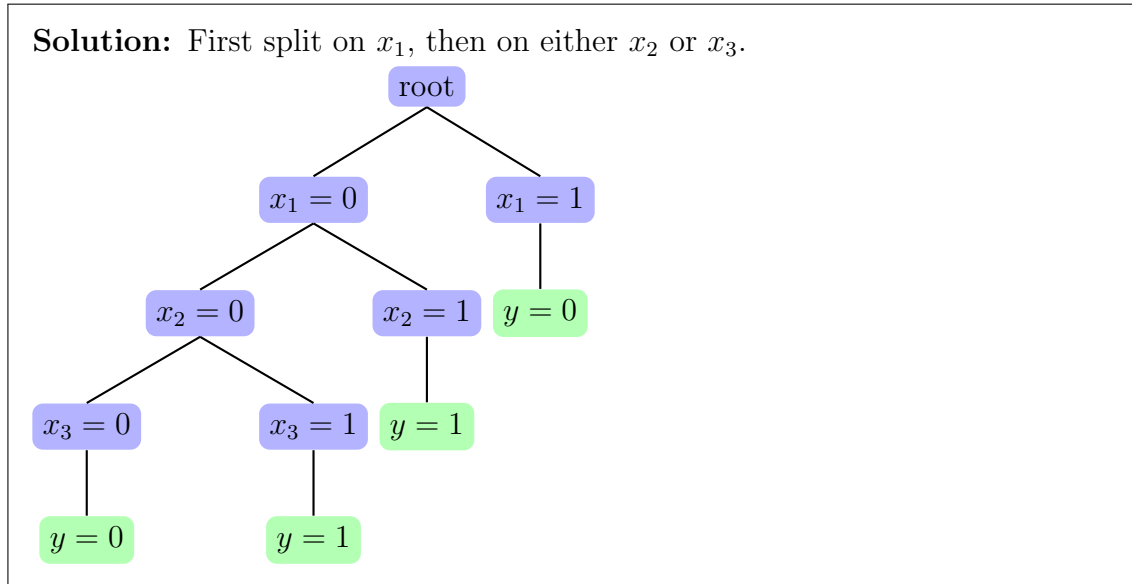 Solution: First split on x₁, then on either x₂ or x₃.
root
x₁ = 0
x₁ = 1
x₂ = 0
x₂ = 1
y = 0
x₃ = 0
x₃ = 1
y = 1
y = 0
y = 1